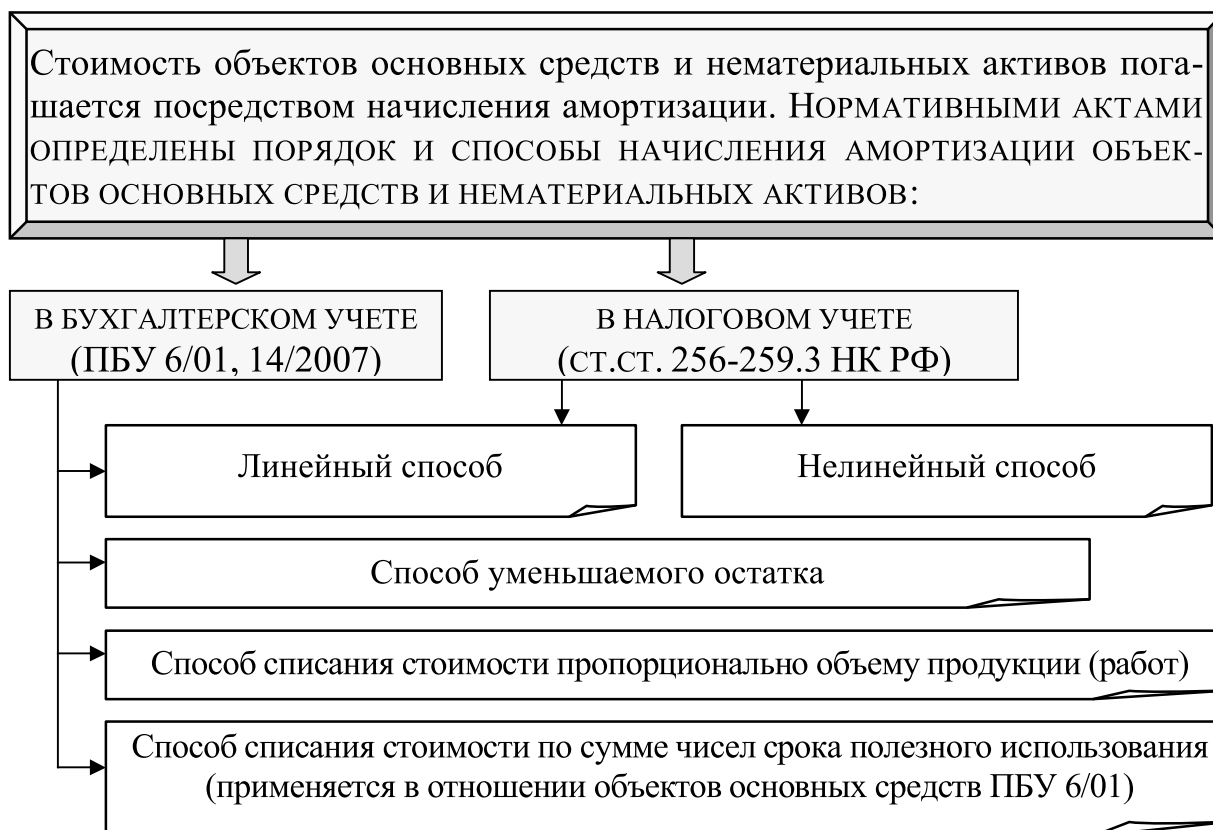 Стоимость объектов основных средств и нематериальных активов пога-
шается посредством начисления амортизации. НОРМАТИВНЫМИ АКТАМИ
ОПРЕДЕЛЕНЫ ПОРЯДОК И СПОСОБЫ НАЧИСЛЕНИЯ АМОРТИЗАЦИИ ОБЪЕК-
ТОВ ОСНОВНЫХ СРЕДСТВ И НЕМАТЕРИАЛЬНЫХ АКТИВОВ:
В БУХГАЛТЕРСКОМ УЧЕТЕ
(ПБУ 6/01, 14/2007)
В НАЛОГОВОМ УЧЕТЕ
(СТ.СТ. 256-259.3 НК РФ)
Линейный способ
Нелинейный способ
Способ уменьшаемого остатка
Способ списания стоимости пропорционально объему продукции (работ)
Способ списания стоимости по сумме чисел срока полезного использования
(применяется в отношении объектов основных средств ПБУ 6/01)